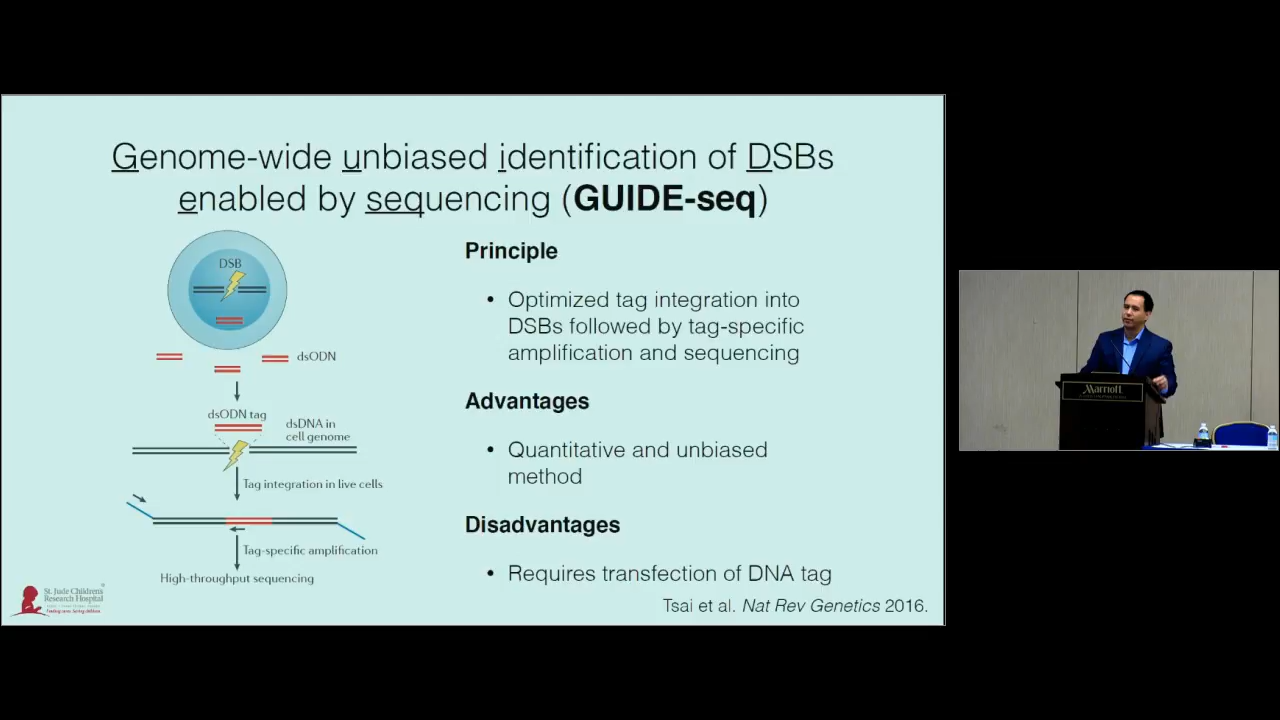 Genome-wide unbiased identification of DSBs
enabled by sequencing (GUIDE-seq)
DSB
dsODN
dsODN tag
dsDNA in
cell genome
Tag integration in live cells
Tag-specific amplification
High-throughput sequencing
Principle
• Optimized tag integration into
DSBs followed by tag-specific
amplification and sequencing
Advantages
• Quantitative and unbiased
method
Disadvantages
• Requires transfection of DNA tag
Tsai et al. Nat Rev Genetics 2016.
St. Jude Children's
Research Hospital
Marriott